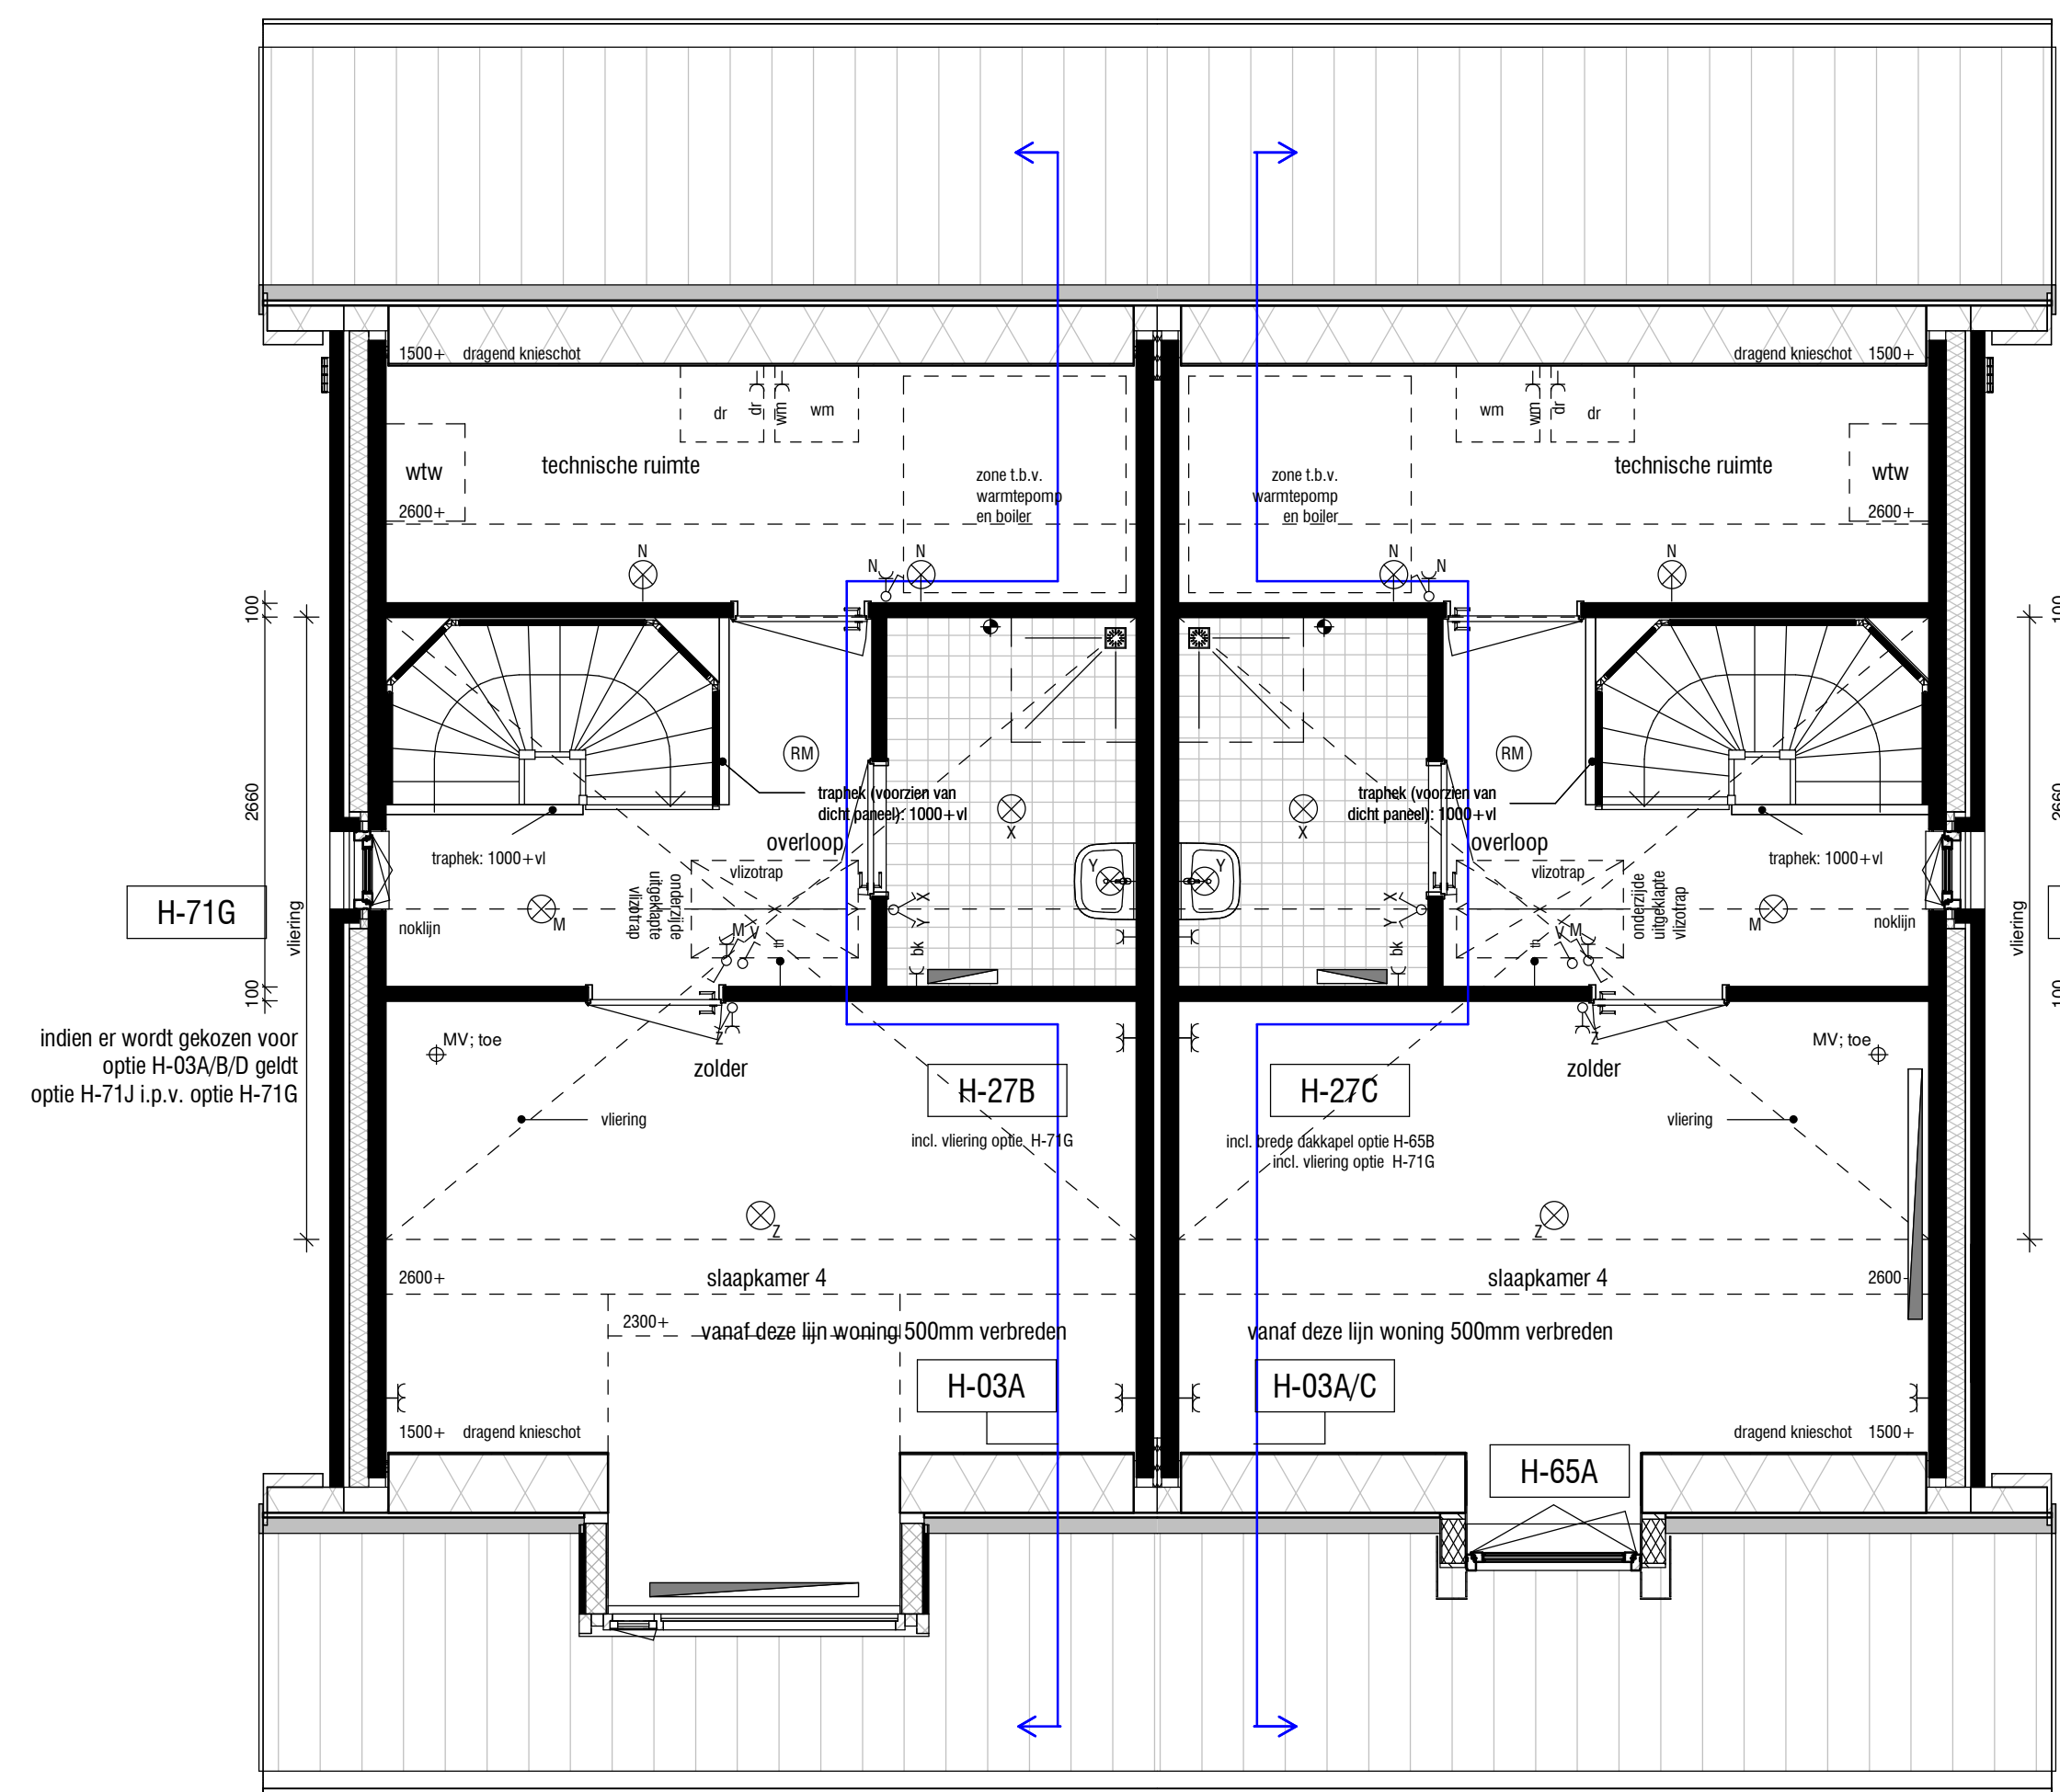 1500+ dragend knieschot
dragend knieschot 1500+
dr
dr
wm
wm
wm
wm
dr
dr
wtw
technische ruimte
technische ruimte
wtw
2600+
2600+
zone t.b.v.
warmtepomp
en boiler
zone t.b.v.
warmtepomp
en boiler
N
N
N
N
N
N
100
100
2660
2660
100
100
vliering
vliering
RM
RM
traphek (voorzien van
dicht paneel): 1000+vl
traphek (voorzien van
dicht paneel): 1000+vl
X
X
overloop
overloop
traphek: 1000+vl
traphek: 1000+vl
vlizotrap
vlizotrap
onderzijde
uitgeklapte
vlizotrap
onderzijde
uitgeklapte
vlizotrap
Y
Y
X
Y
X
Y
bk
bk
H-71G
noklijn
noklijn
M
M
M
V
th
th
V
M
indien er wordt gekozen voor
optie H-03A/B/D geldt
optie H-71J i.p.v. optie H-71G
MV; toe
MV; toe
Z
Z
zolder
zolder
H-27B
incl. vliering optie H-71G
H-27C
incl. brede dakkapel optie H-65B
incl. vliering optie H-71G
vliering
vliering
Z
Z
2600+
slaapkamer 4
slaapkamer 4
2600+
2300+
vanaf deze lijn woning 500mm verbreden
vanaf deze lijn woning 500mm verbreden
H-03A
H-03A/C
1500+ dragend knieschot
dragend knieschot 1500+
H-65A